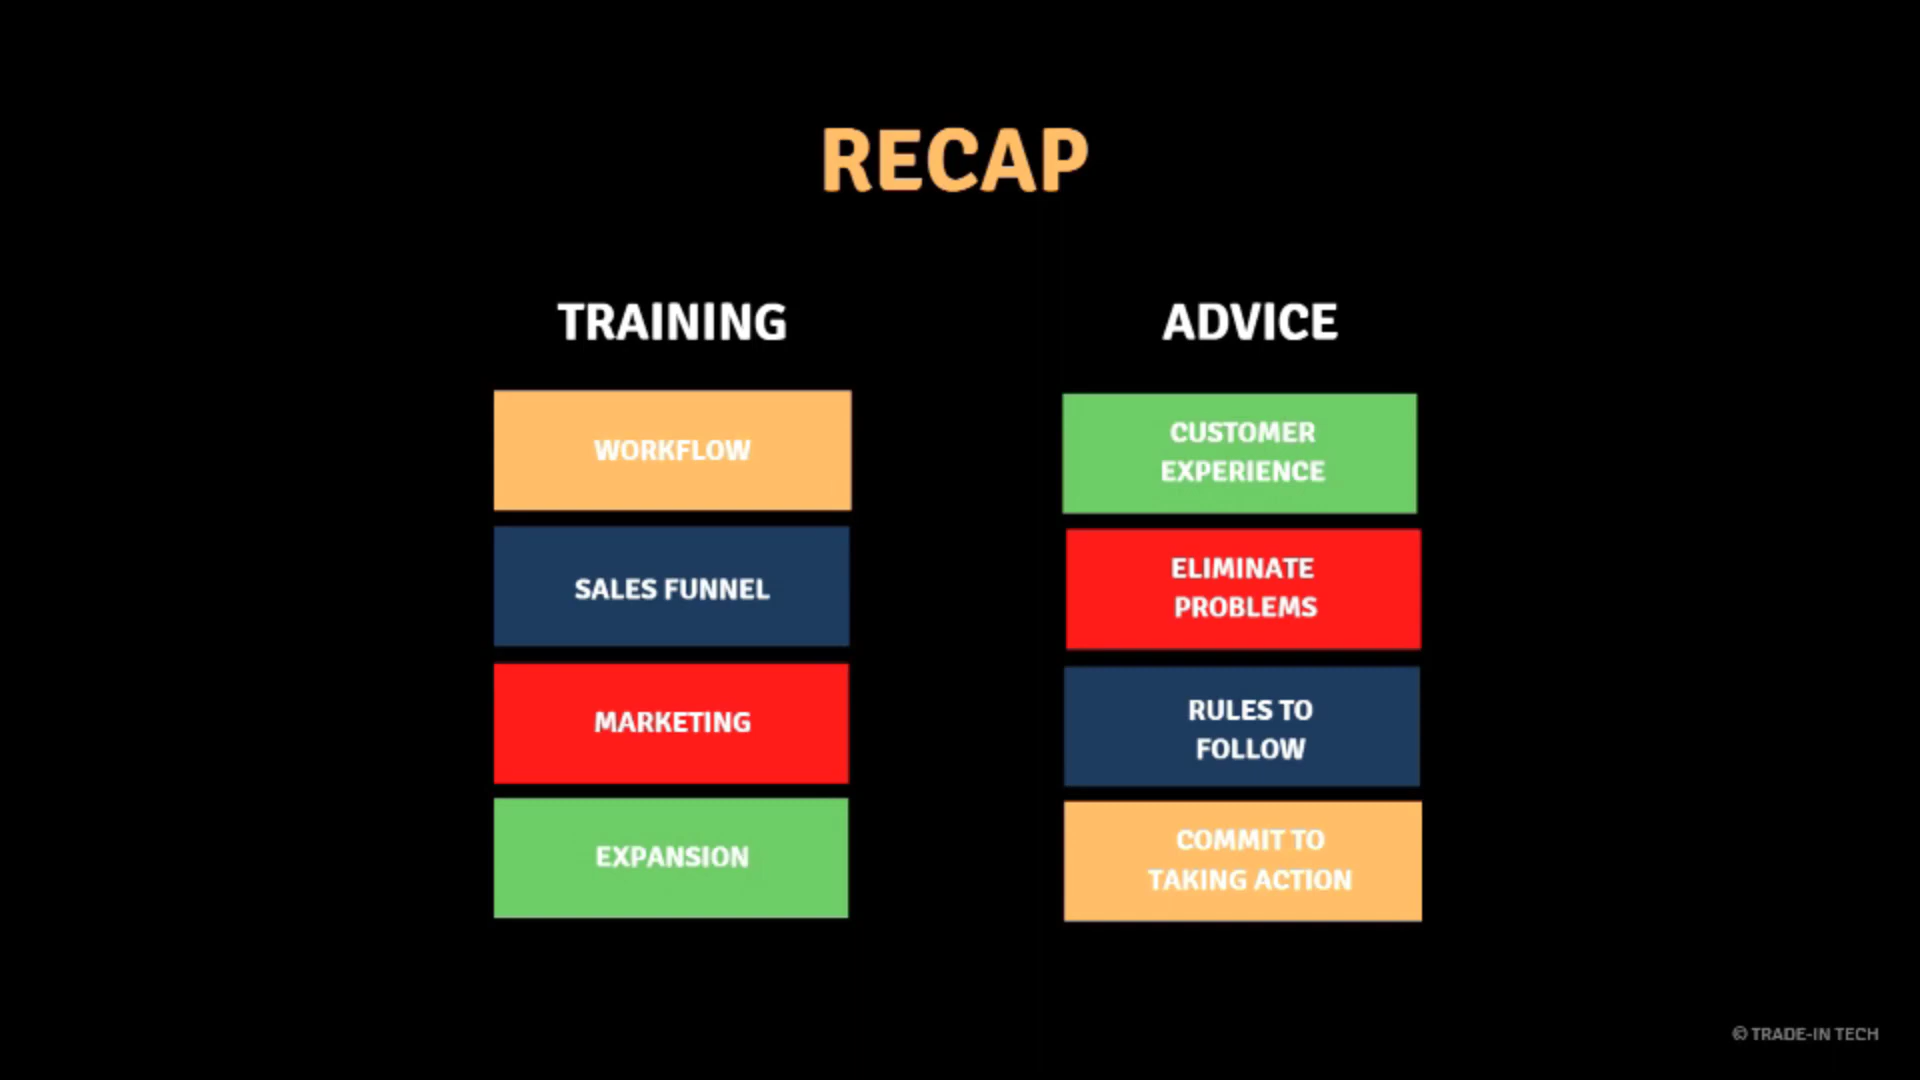 RECAP
TRAINING
WORKFLOW
SALES FUNNEL
MARKETING
EXPANSION
ADVICE
CUSTOMER
EXPERIENCE
ELIMINATE
PROBLEMS
RULES TO
FOLLOW
COMMIT TO
TAKING ACTION
© TRADE-IN TECH